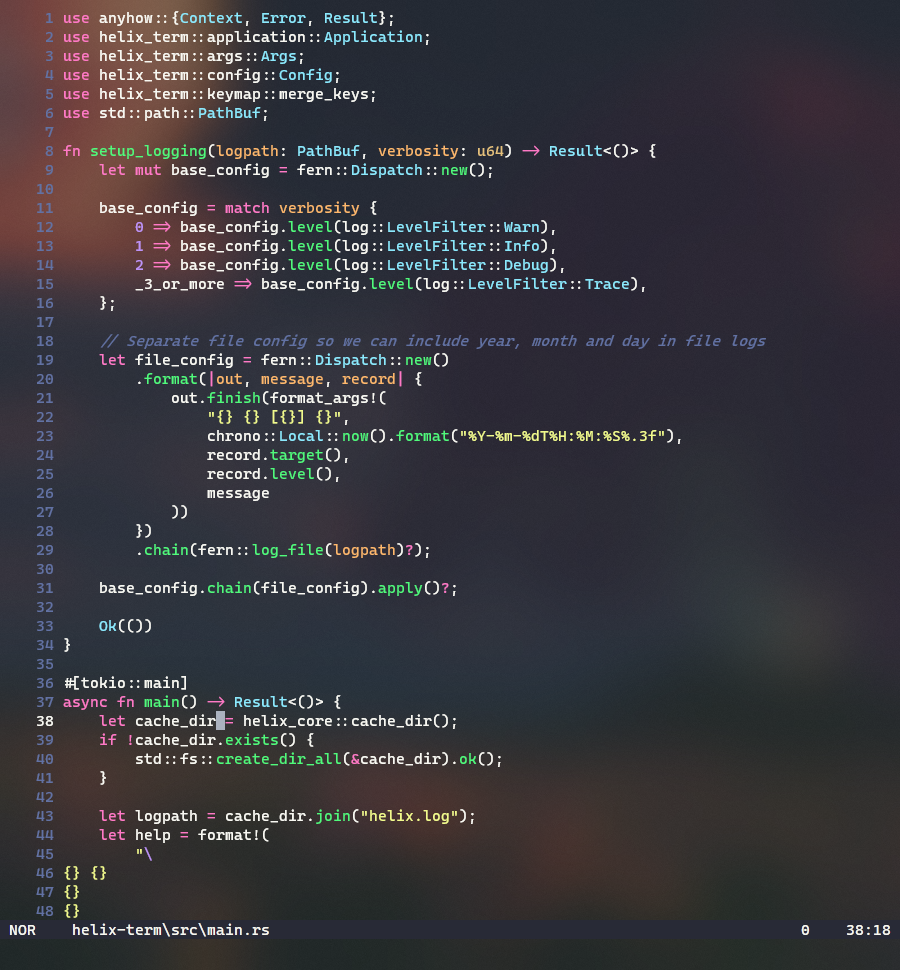 1 use anyhow::{Context, Error, Result};
2 use helix_term::application::Application;
3 use helix_term::args::Args;
4 use helix_term::config::Config;
5 use helix_term::keymap::merge_keys;
6 use std::path::PathBuf;
7
8 fn setup_logging(logpath: PathBuf, verbosity: u64) -> Result<()> {
9     let mut base_config = fern::Dispatch::new();
10
11     base_config = match verbosity {
12         0 => base_config.level(log::LevelFilter::Warn),
13         1 => base_config.level(log::LevelFilter::Info),
14         2 => base_config.level(log::LevelFilter::Debug),
15         _3_or_more => base_config.level(log::LevelFilter::Trace),
16     };
17
18     // Separate file config so we can include year, month and day in file logs
19     let file_config = fern::Dispatch::new()
20         .format(|out, message, record| {
21             out.finish(format_args!(
22                 "{} {} [{}] {}",
23                 chrono::Local::now().format("%Y-%m-%dT%H:%M:%S%.3f"),
24                 record.target(),
25                 record.level(),
26                 message
27             ))
28         })
29         .chain(fern::log_file(logpath)?);
30
31     base_config.chain(file_config).apply()?;
32
33     Ok(())
34 }
35
36 #[tokio::main]
37 async fn main() -> Result<()> {
38     let cache_dir = helix_core::cache_dir();
39     if !cache_dir.exists() {
40         std::fs::create_dir_all(&cache_dir).ok();
41     }
42
43     let logpath = cache_dir.join("helix.log");
44     let help = format!(
45         "\
46 {} {}
47 {}
48 {}
NOR    helix-term\src\main.rs    0    38:18